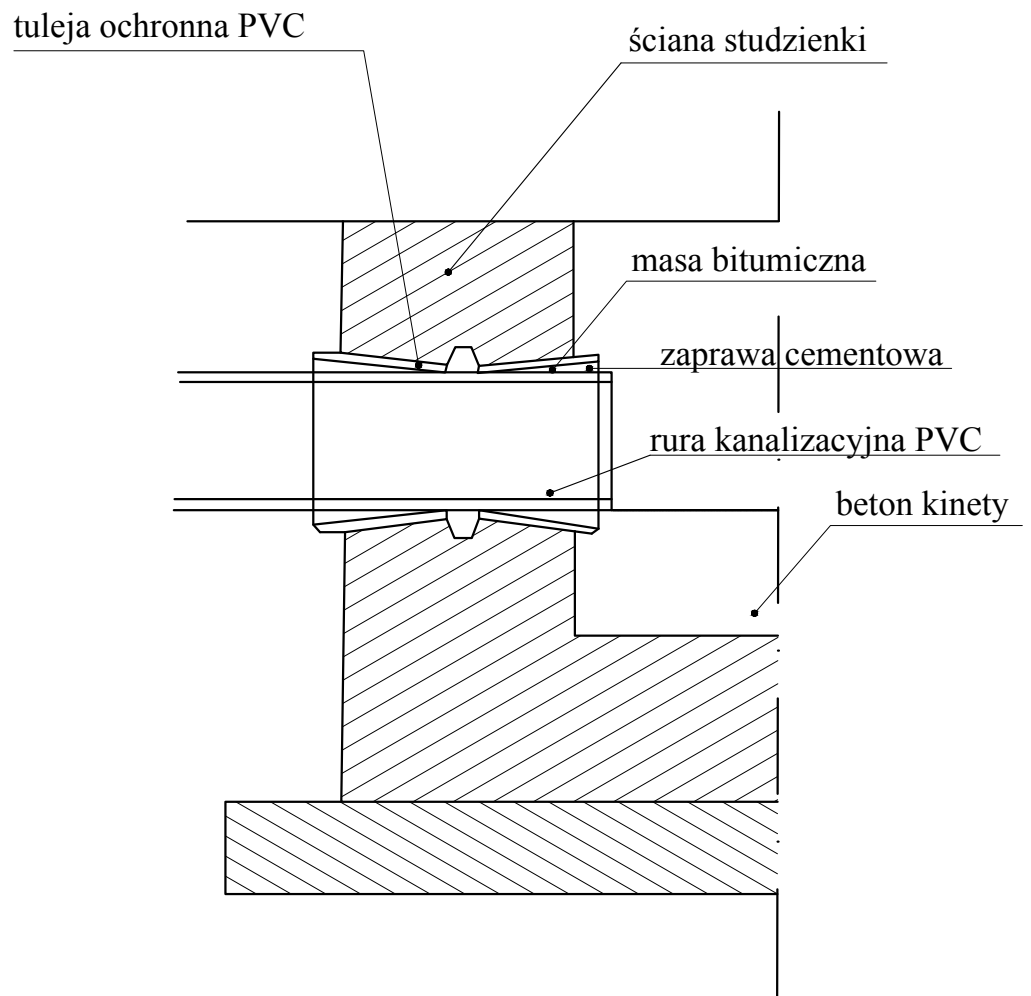 tuleja ochronna PVC
ściana studzienki
masa bitumiczna
zaprawa cementowa
rura kanalizacyjna PVC
beton kinety